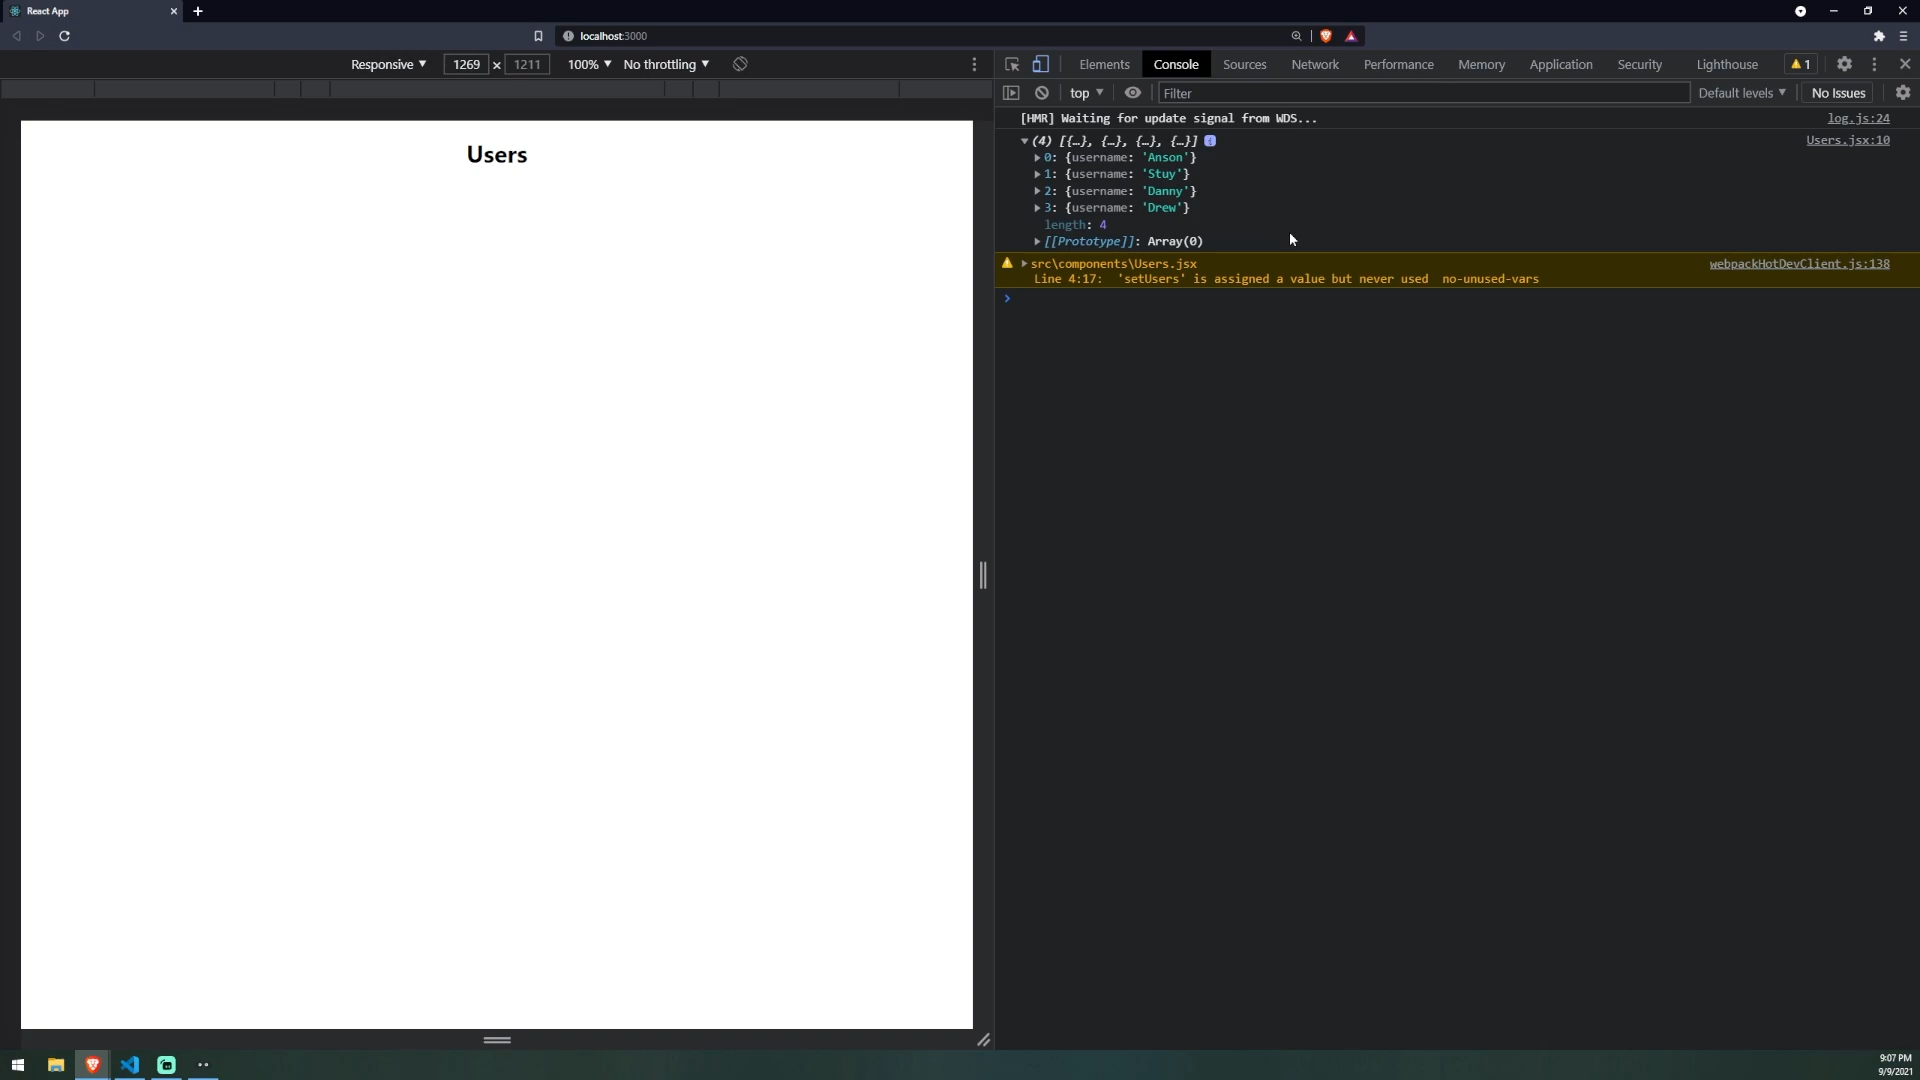 React App
localhost:3000
Responsive 1269 x 1211 100% No throttling
Elements Console Sources Network Performance Memory Application Security Lighthouse 1
top Filter Default levels No Issues
[HMR] Waiting for update signal from WDS... log.js:24
(4) [{…}, {…}, {…}, {…}] Users.jsx:10
0: {username: 'Anson'}
1: {username: 'Stuy'}
2: {username: 'Danny'}
3: {username: 'Drew'}
length: 4
[[Prototype]]: Array(0)
src\components\Users.jsx webpackHotDevClient.js:138
Line 4:17: 'setUsers' is assigned a value but never used no-unused-vars
Users
9:07 PM
9/9/2021